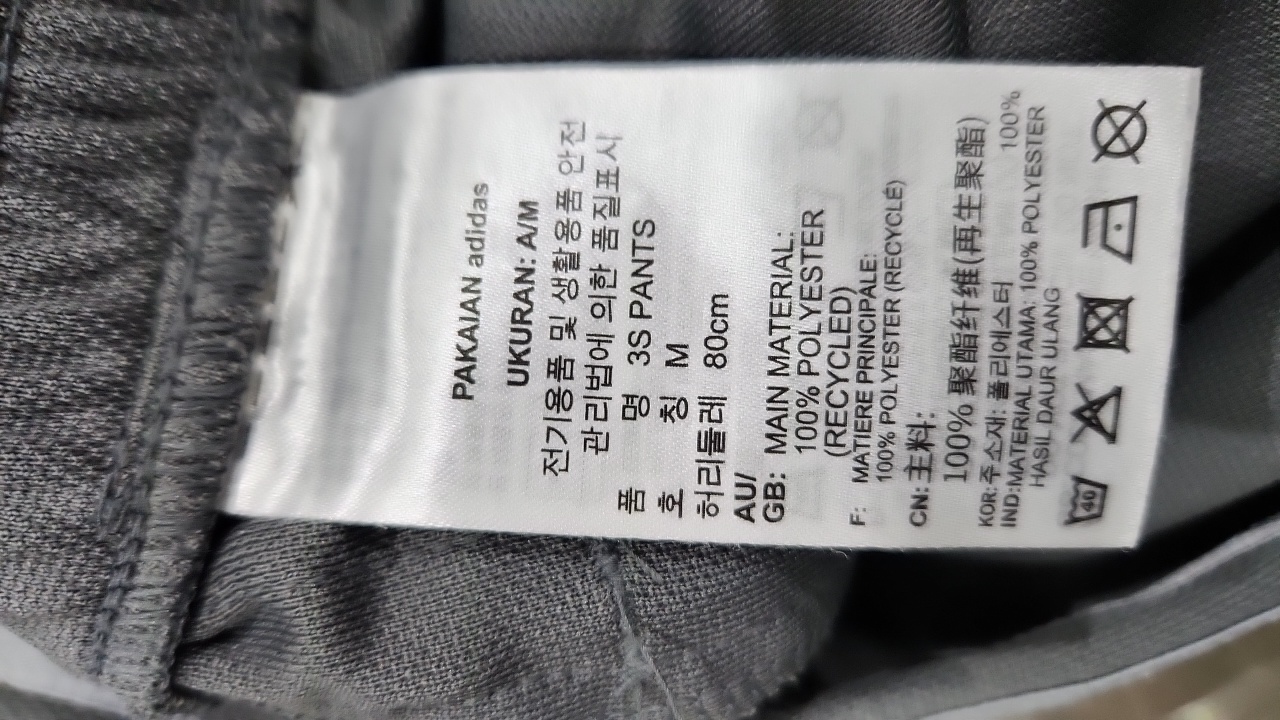 PAKAIAN adidas
UKURAN: A/M
전기용품 및 생활용품 안전
관리법에 의한 품질표시
품 명 3S PANTS
호 칭 M
허리둘레 80cm
AU/
GB: MAIN MATERIAL:
100% POLYESTER
(RECYCLED)
F: MATIERE PRINCIPALE:
100% POLYESTER (RECYCLÉ)
CN: 主料:
100% 聚酯纤维(再生聚酯)
KOR: 주소재: 폴리에스터 100%
IND:MATERIAL UTAMA: 100% POLYESTER
HASIL DAUR ULANG
40